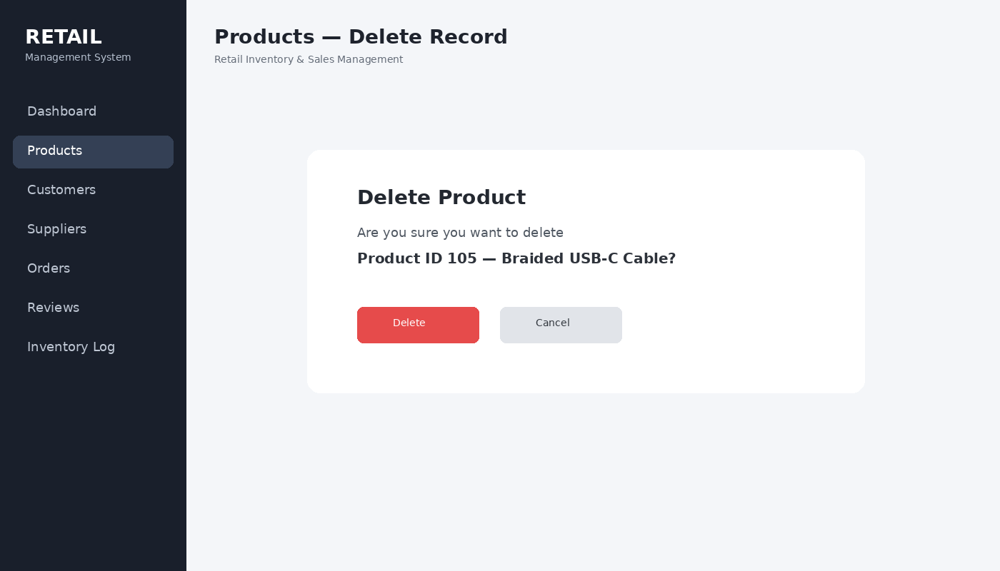 RETAIL
Management System
Dashboard
Products
Customers
Suppliers
Orders
Reviews
Inventory Log
Products — Delete Record
Retail Inventory & Sales Management
Delete Product
Are you sure you want to delete
Product ID 105 — Braided USB-C Cable?
Delete
Cancel